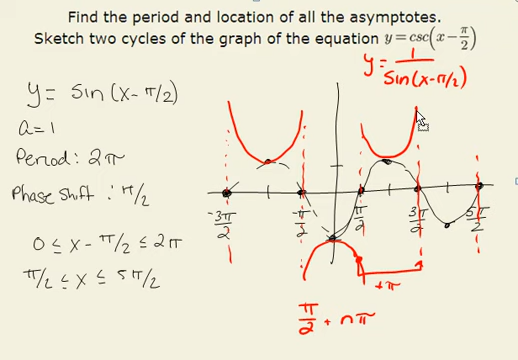 Find the period and location of all the asymptotes.
Sketch two cycles of the graph of the equation y = csc(x − π/2)
y = 1/sin(x-π/2)
y = sin(x-π/2)
a=1
Period: 2π
Phase shift : π/2
0 ≤ x - π/2 ≤ 2π
π/2 ≤ x ≤ 5π/2
-3π/2 -π/2 π/2 3π/2 5π/2
+π
π/2 + nπ